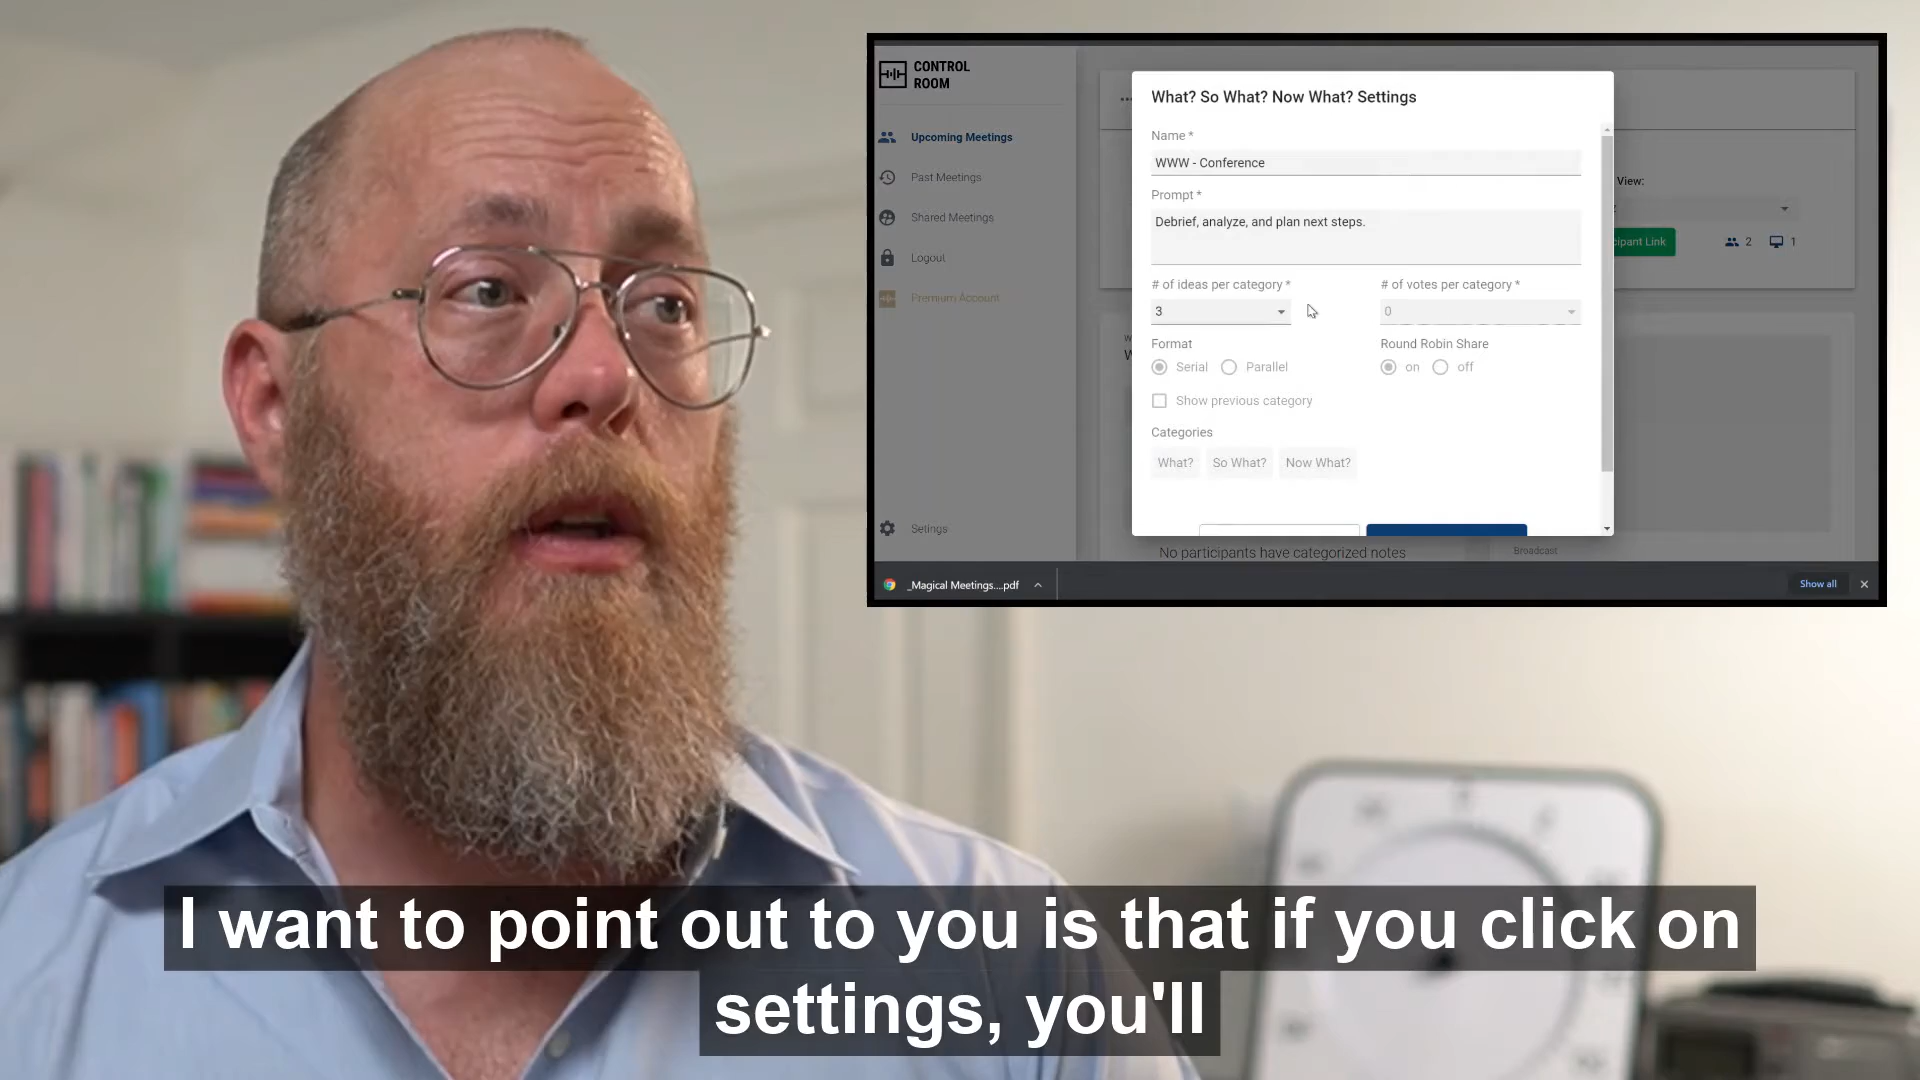 CONTROL
ROOM
Upcoming Meetings
Past Meetings
Shared Meetings
Logout
Premium Account
Setings
What? So What? Now What? Settings
Name *
WWW - Conference
Prompt *
Debrief, analyze, and plan next steps.
# of ideas per category *
# of votes per category *
3
0
Format
Round Robin Share
Serial
Parallel
on
off
Show previous category
Categories
What?
So What?
Now What?
View:
Link
2
1
No participants have categorized notes
Broadcast
_Magical Meetings....pdf
Show all
I want to point out to you is that if you click on
settings, you'll